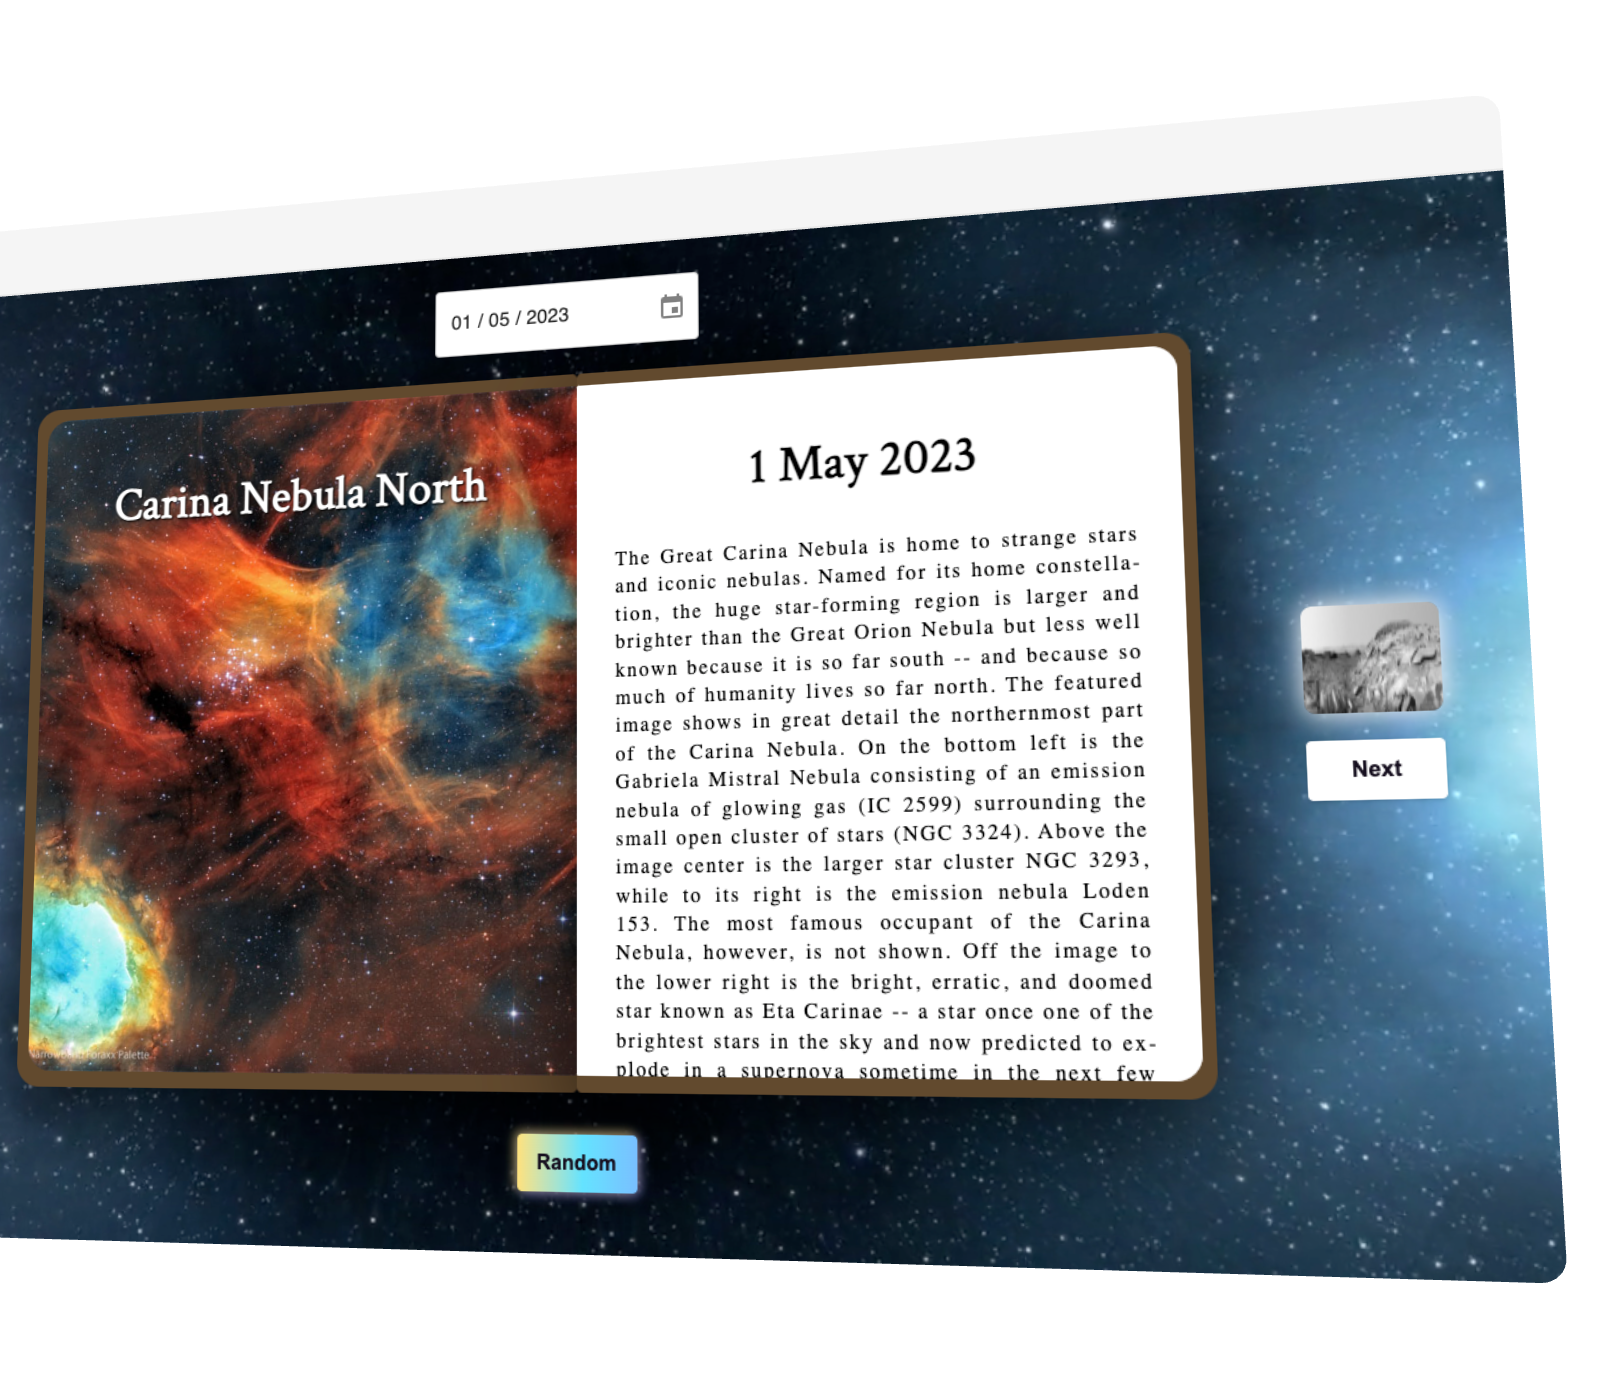 01 / 05 / 2023
Carina Nebula North
Palette.
1 May 2023
The Great Carina Nebula is home to strange stars
and iconic nebulas. Named for its home constella-
tion, the huge star-forming region is larger and
brighter than the Great Orion Nebula but less well
known because it is so far south -- and because so
much of humanity lives so far north. The featured
image shows in great detail the northernmost part
of the Carina Nebula. On the bottom left is the
Gabriela Mistral Nebula consisting of an emission
nebula of glowing gas (IC 2599) surrounding the
small open cluster of stars (NGC 3324). Above the
image center is the larger star cluster NGC 3293,
while to its right is the emission nebula Loden
153. The most famous occupant of the Carina
Nebula, however, is not shown. Off the image to
the lower right is the bright, erratic, and doomed
star known as Eta Carinae -- a star once one of the
brightest stars in the sky and now predicted to ex-
plode in a supernova sometime in the next few
Next
Random